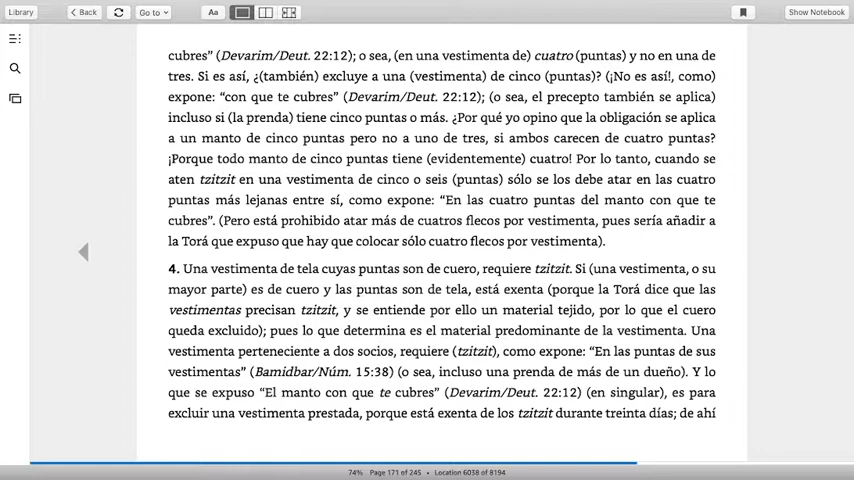 Library
Back
Go to
Aa
Show Notebook
cubres” (Devarim/Deut. 22:12); o sea, (en una vestimenta de) cuatro (puntas) y no en una de
tres. Si es así, ¿(también) excluye a una (vestimenta) de cinco (puntas)? (¡No es así!, como)
expone: “con que te cubres” (Devarim/Deut. 22:12); (o sea, el precepto también se aplica)
incluso si (la prenda) tiene cinco puntas o más. ¿Por qué yo opino que la obligación se aplica
a un manto de cinco puntas pero no a uno de tres, si ambos carecen de cuatro puntas?
¡Porque todo manto de cinco puntas tiene (evidentemente) cuatro! Por lo tanto, cuando se
aten tzitzit en una vestimenta de cinco o seis (puntas) sólo se los debe atar en las cuatro
puntas más lejanas entre sí, como expone: “En las cuatro puntas del manto con que te
cubres”. (Pero está prohibido atar más de cuatros flecos por vestimenta, pues sería añadir a
la Torá que expuso que hay que colocar sólo cuatro flecos por vestimenta).
4. Una vestimenta de tela cuyas puntas son de cuero, requiere tzitzit. Si (una vestimenta, o su
mayor parte) es de cuero y las puntas son de tela, está exenta (porque la Torá dice que las
vestimentas precisan tzitzit, y se entiende por ello un material tejido, por lo que el cuero
queda excluido); pues lo que determina es el material predominante de la vestimenta. Una
vestimenta perteneciente a dos socios, requiere (tzitzit), como expone: “En las puntas de sus
vestimentas” (Bamidbar/Núm. 15:38) (o sea, incluso una prenda de más de un dueño). Y lo
que se expuso “El manto con que te cubres” (Devarim/Deut. 22:12) (en singular), es para
excluir una vestimenta prestada, porque está exenta de los tzitzit durante treinta días; de ahí
74% Page 171 of 245 • Location 6038 of 8194